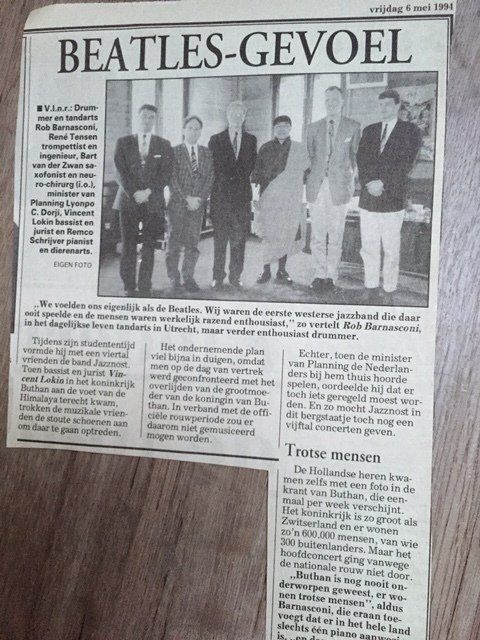 vrijdag 6 mei 1994
BEATLES-GEVOEL
■ V.l.n.r.: Drum-
mer en tandarts
Rob Barnasconi,
René Tensen
trompettist en
ingenieur, Bart
van der Zwan sa-
xofonist en neu-
ro-chirurg (i.o.),
minister van
Planning Lyonpo
C. Dorji, Vincent
Lokin bassist en
jurist en Remco
Schrijver pianist
en dierenarts.
EIGEN FOTO
„We voelden ons eigenlijk als de Beatles. Wij waren de eerste westerse jazzband die daar
ooit speelde en de mensen waren werkelijk razend enthousiast," zo vertelt Rob Barnasconi,
in het dagelijkse leven tandarts in Utrecht, maar verder enthousiast drummer.
Tijdens zijn studententijd
vormde hij met een viertal
vrienden de band Jazznost.
Toen bassist en jurist Vin-
cent Lokin in het koninkrijk
Buthan aan de voet van het
Himalaya terecht kwam,
trokken de muzikale vrien-
den de stoute schoenen aan
om daar te gaan optreden.
Het ondernemende plan
viel bijna in duigen, omdat
men op de dag van vertrek
werd geconfronteerd met het
overlijden van de grootmoe-
der van de koningin van Bu-
than. In verband met de offi-
ciële rouwperiode zou er
daarom niet gemusiceerd
mogen worden.
Echter, toen de minister
van Planning de Nederlan-
ders bij hem thuis hoorde
spelen, oordeelde hij dat er
toch iets geregeld moest wor-
den. En zo mocht Jazznost in
dit bergstaatje toch nog een
vijftal concerten geven.
Trotse mensen
De Hollandse heren kwa-
men zelfs met een foto in de
krant van Buthan, die een-
maal per week verschijnt.
Het koninkrijk is zo groot als
Zwitserland en er wonen
zo'n 600.000 mensen, van wie
300 buitenlanders. Maar het
hoofdconcert ging vanwege
de nationale rouw niet door.
„Buthan is nog nooit on-
derworpen geweest, er wo-
nen trotse mensen", aldus
Barnasconi, die eraan toe-
voegt dat er in het hele land
slechts één piano aanwezig